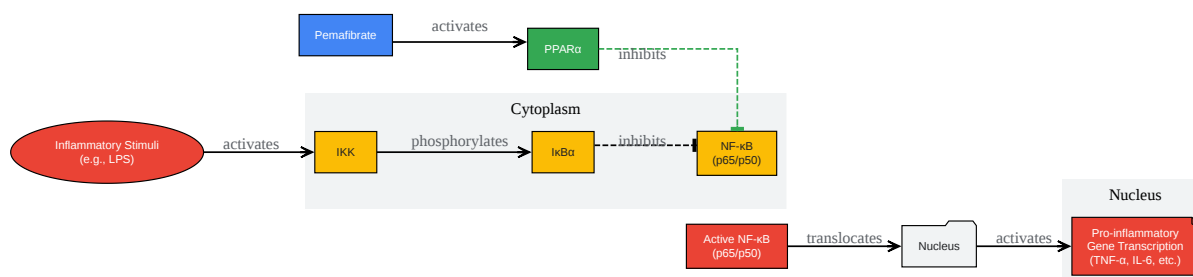 Pemafibrate
activates
PPARα
inhibits
Cytoplasm
Inflammatory Stimuli
(e.g., LPS)
activates
IKK
phosphorylates
IκBα
inhibits
NF-κB
(p65/p50)
Nucleus
Active NF-κB
(p65/p50)
translocates
Nucleus
activates
Pro-inflammatory
Gene Transcription
(TNF-α, IL-6, etc.)